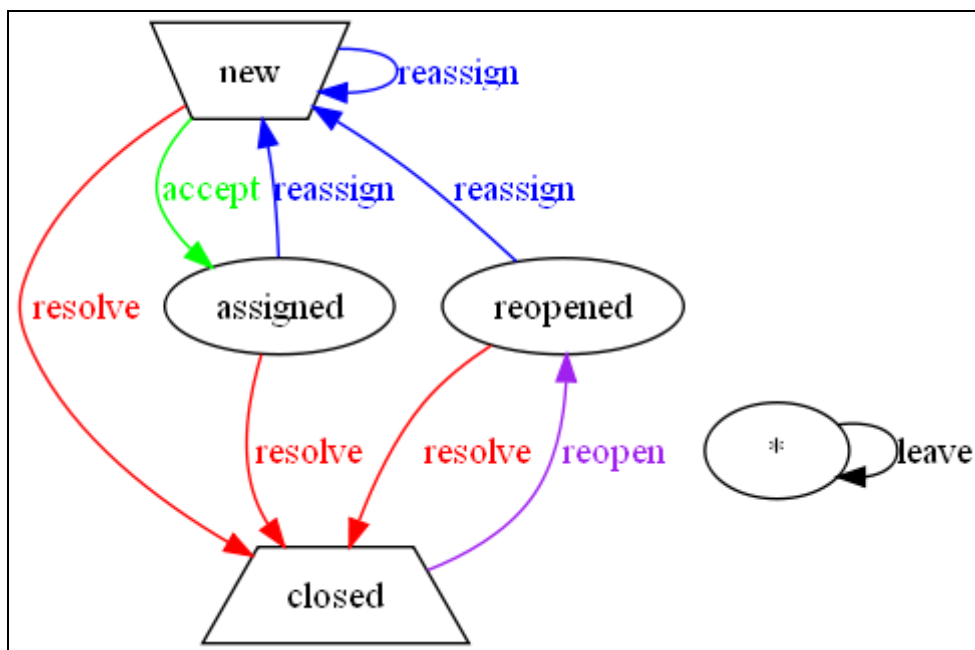 new
reassign
accept
reassign
reassign
resolve
assigned
reopened
resolve
resolve
reopen
*
leave
closed